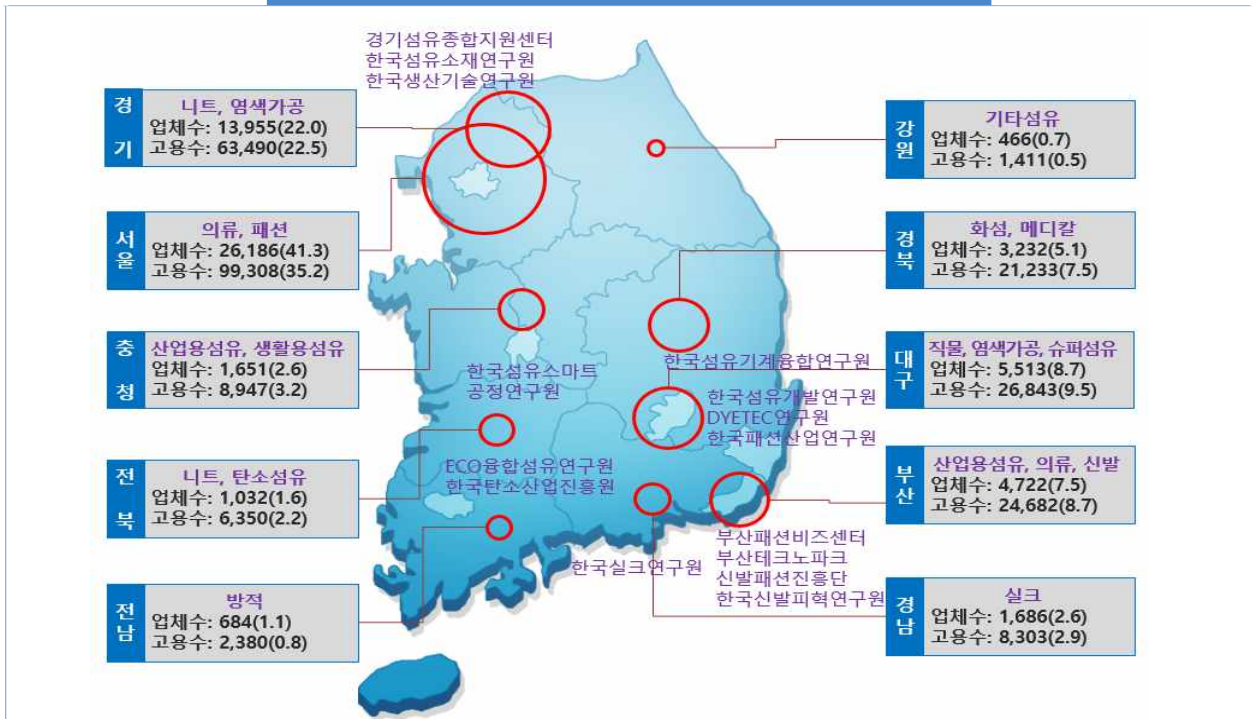 경기섬유종합지원센터
한국섬유소재연구원
한국생산기술연구원
경기
니트, 염색가공
업체수: 13,955(22.0)
고용수: 63,490(22.5)
서울
의류, 패션
업체수: 26,186(41.3)
고용수: 99,308(35.2)
충청
산업용섬유, 생활용섬유
업체수: 1,651(2.6)
고용수: 8,947(3.2)
전북
니트, 탄소섬유
업체수: 1,032(1.6)
고용수: 6,350(2.2)
전남
방적
업체수: 684(1.1)
고용수: 2,380(0.8)
한국섬유스마트
공정연구원
ECO융합섬유연구원
한국탄소산업진흥원
한국실크연구원
한국섬유기계융합연구원
한국섬유개발연구원
DYETEC연구원
한국패션산업연구원
부산패션비즈센터
부산테크노파크
신발패션진흥단
한국신발피혁연구원
강원
기타섬유
업체수: 466(0.7)
고용수: 1,411(0.5)
경북
화섬, 메디칼
업체수: 3,232(5.1)
고용수: 21,233(7.5)
대구
직물, 염색가공, 슈퍼섬유
업체수: 5,513(8.7)
고용수: 26,843(9.5)
부산
산업용섬유, 의류, 신발
업체수: 4,722(7.5)
고용수: 24,682(8.7)
경남
실크
업체수: 1,686(2.6)
고용수: 8,303(2.9)